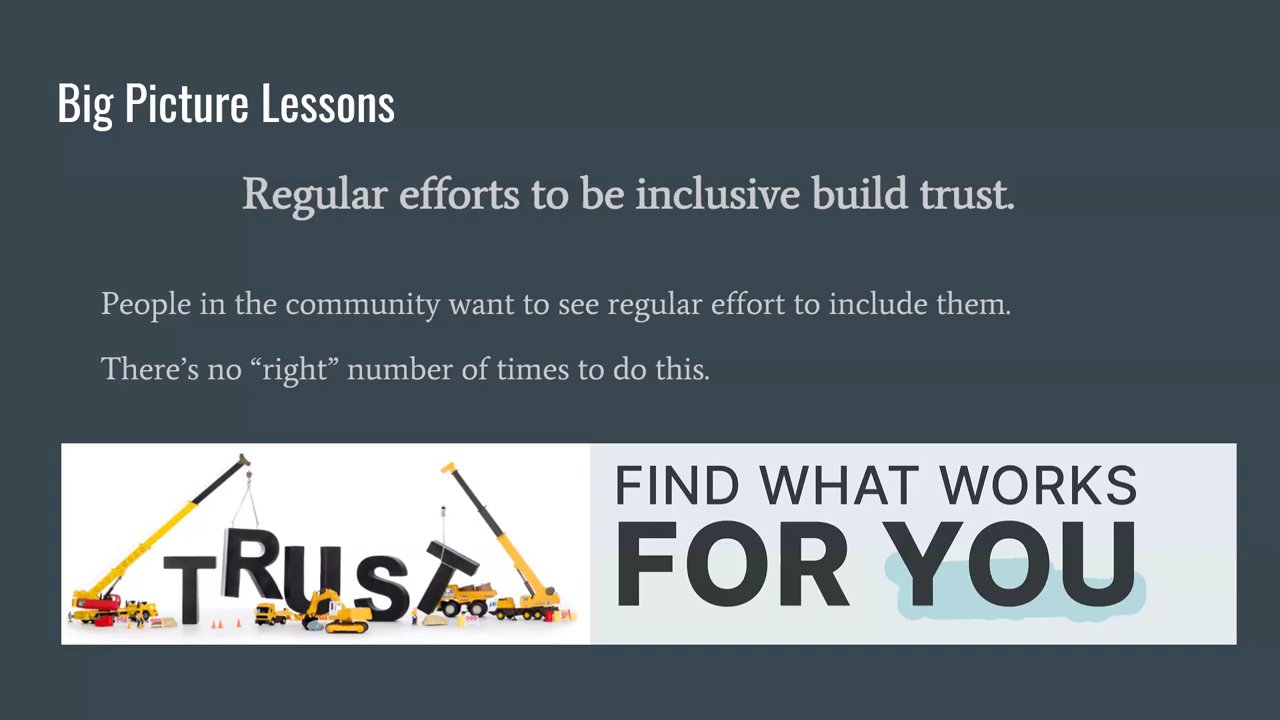 Big Picture Lessons
Regular efforts to be inclusive build trust.
People in the community want to see regular effort to include them.
There’s no “right” number of times to do this.
TRUST
FIND WHAT WORKS
FOR YOU